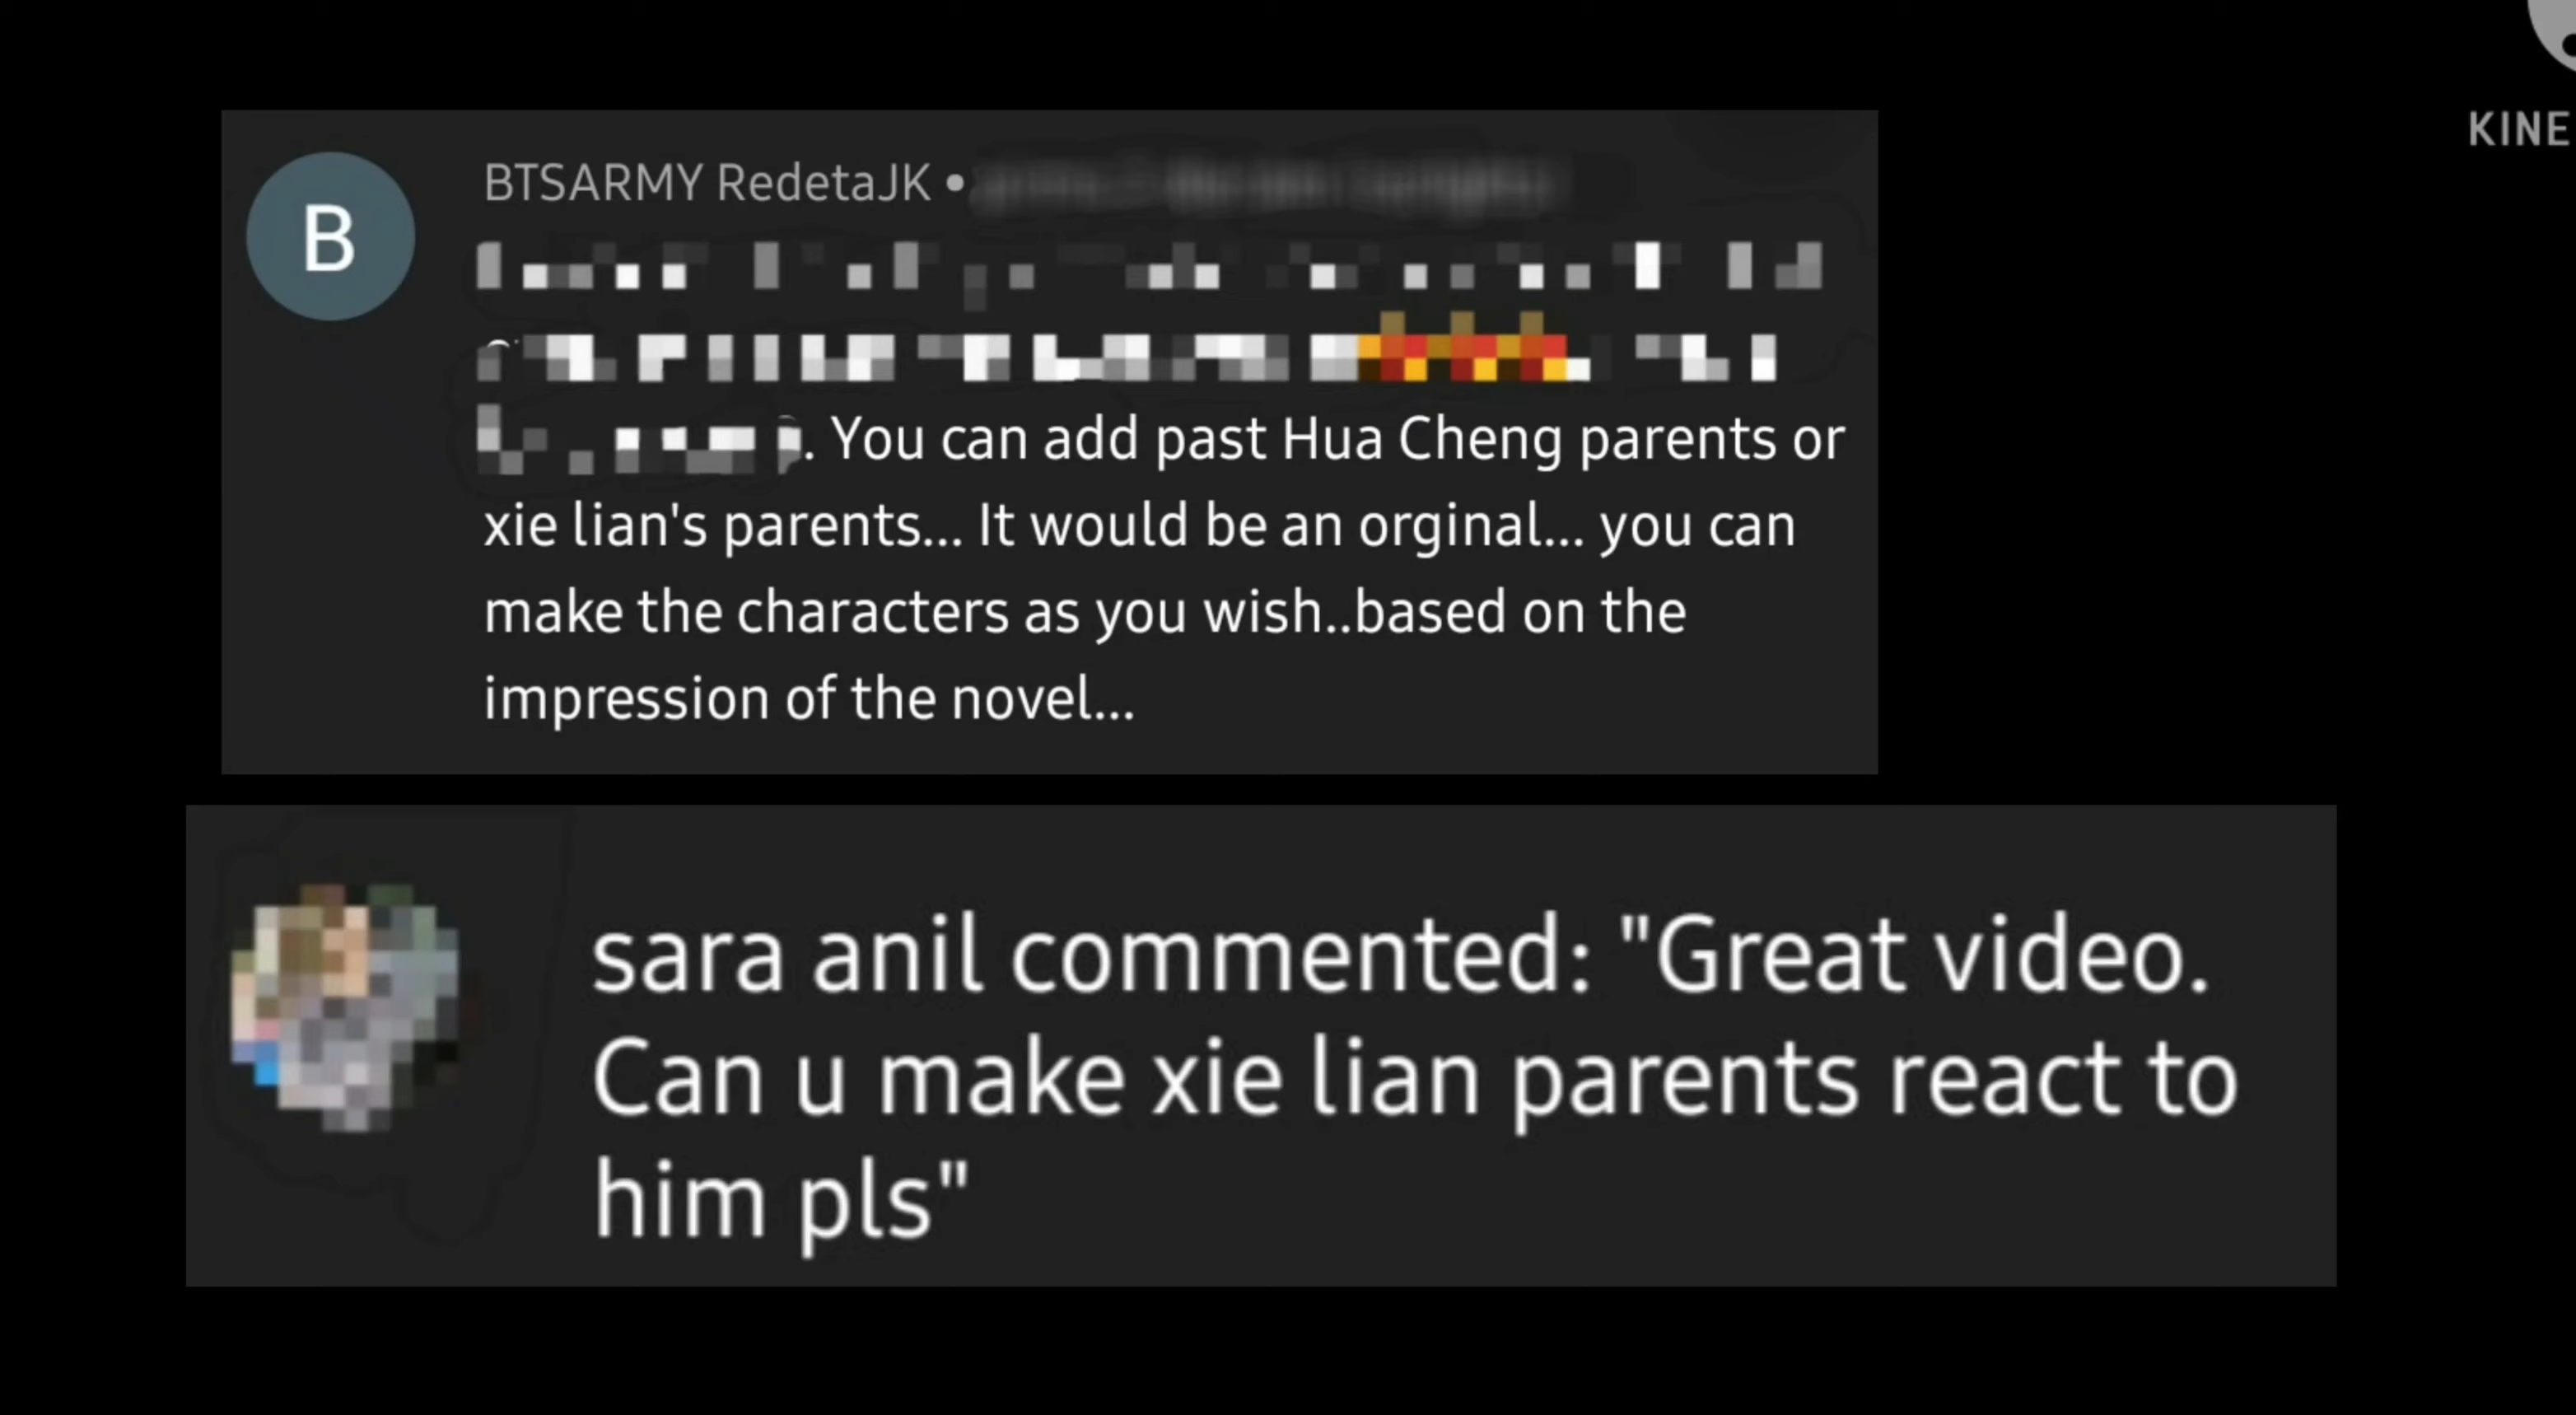 KINE
B
BTSARMY RedetaJK •
. You can add past Hua Cheng parents or
xie lian's parents... It would be an orginal... you can
make the characters as you wish..based on the
impression of the novel...
sara anil commented: "Great video.
Can u make xie lian parents react to
him pls"